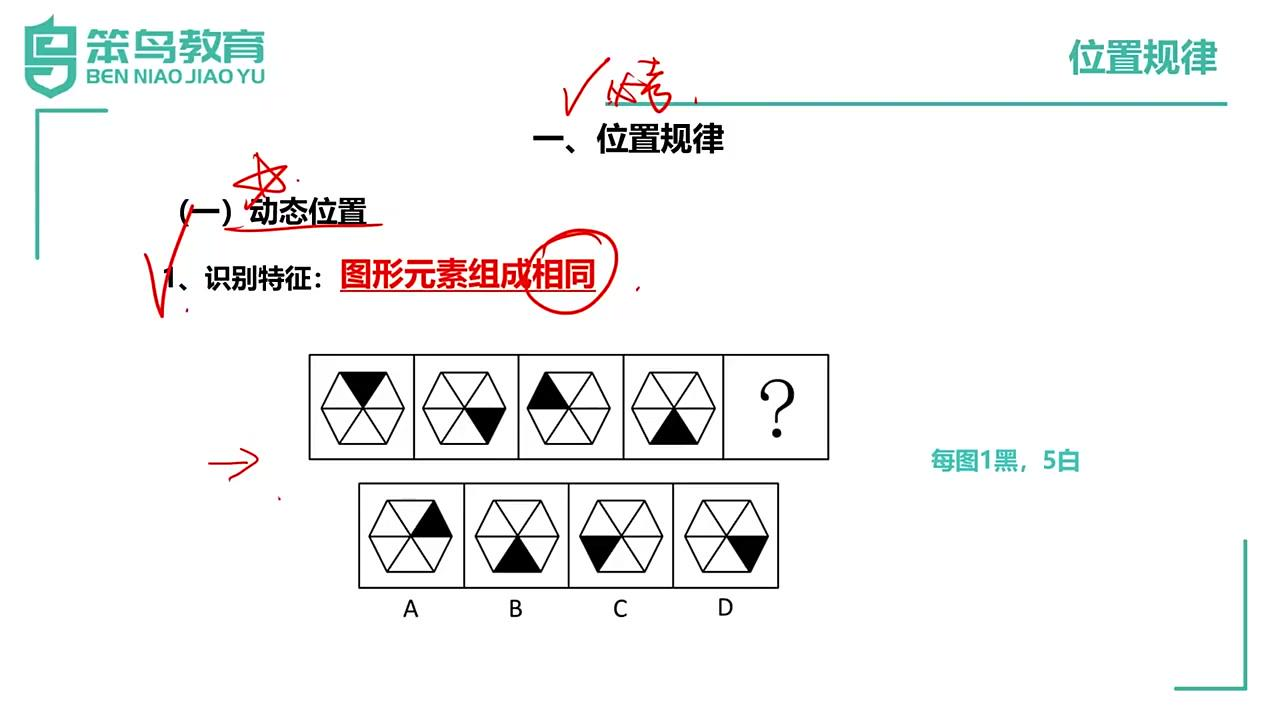 笨鸟教育
BEN NIAO JIAO YU
位置规律
必考
一、位置规律
（一）动态位置
1、识别特征：图形元素组成相同
?
每图1黑，5白
A B C D